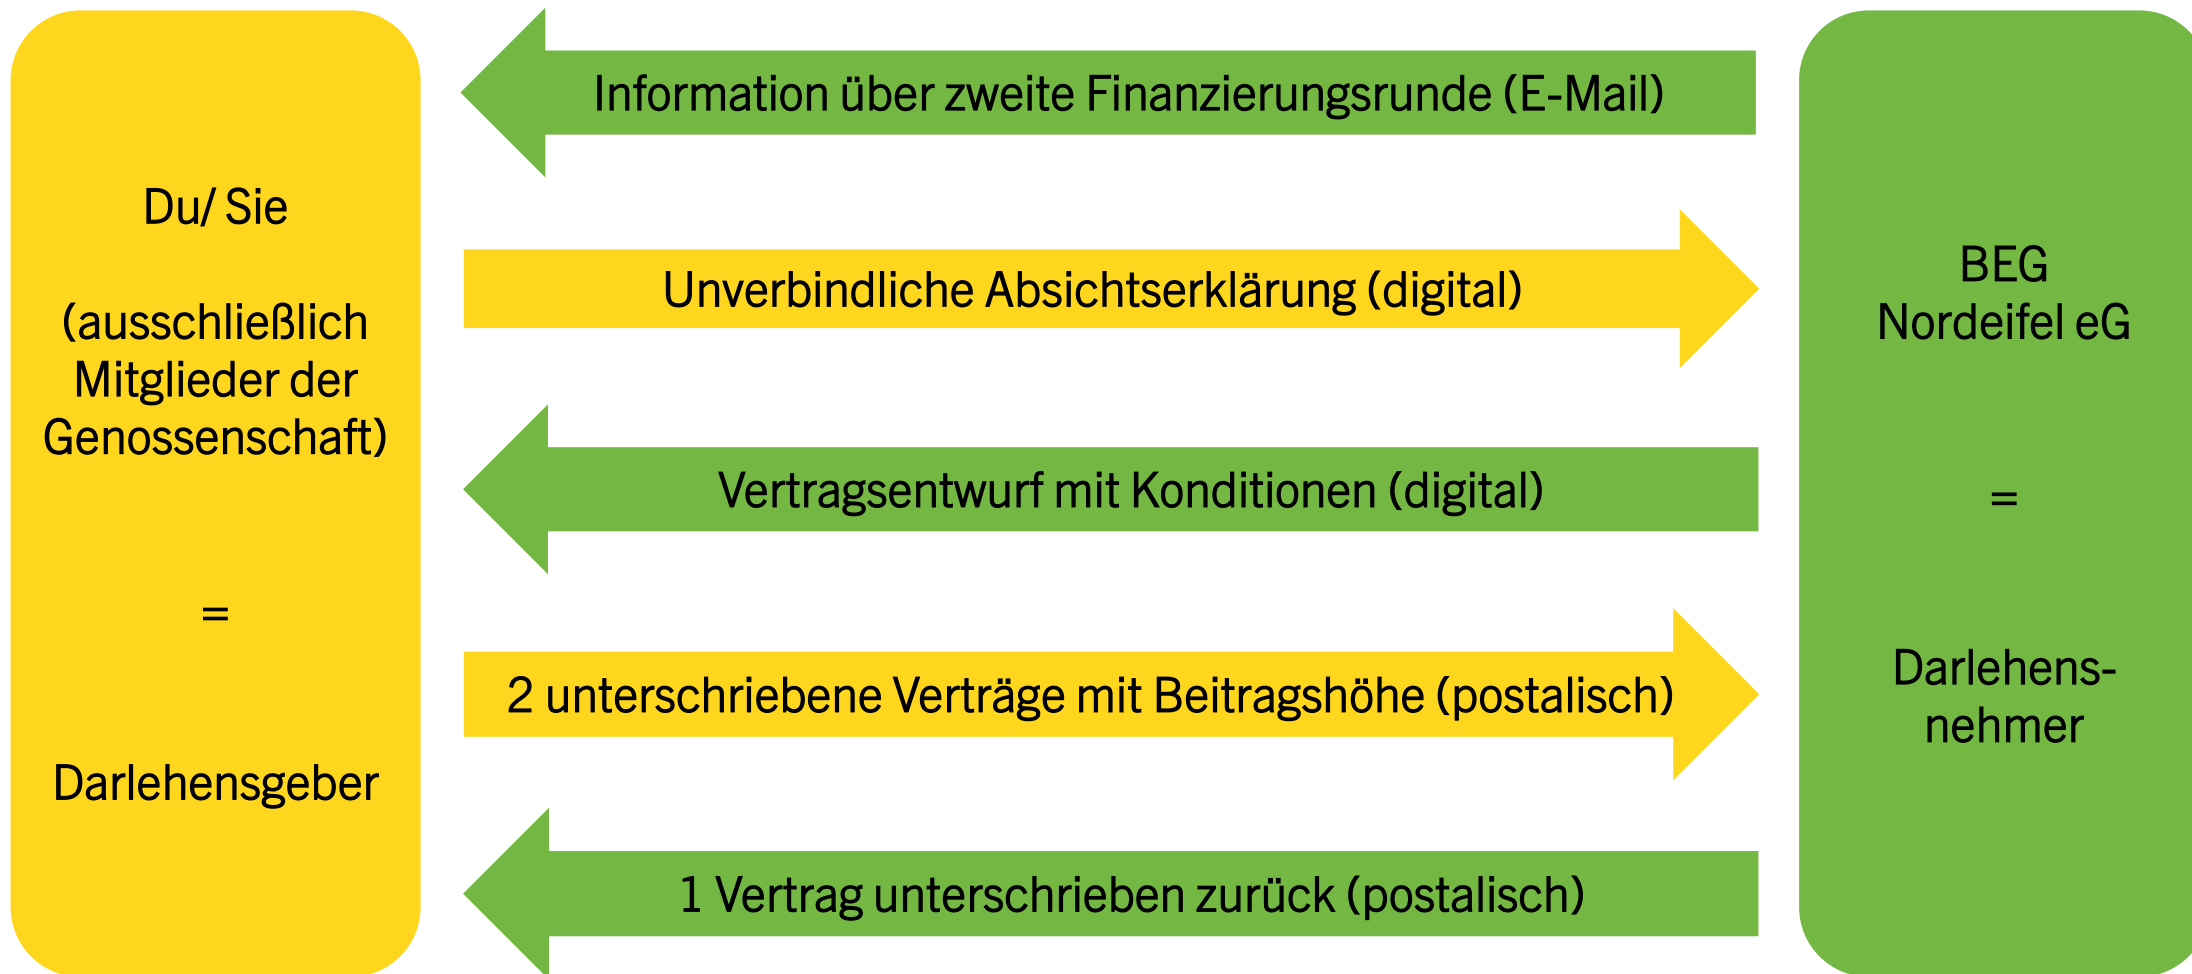 Du/ Sie
(ausschließlich
Mitglieder der
Genossenschaft)
=
Darlehensgeber
Information über zweite Finanzierungsrunde (E-Mail)
Unverbindliche Absichtserklärung (digital)
Vertragsentwurf mit Konditionen (digital)
2 unterschriebene Verträge mit Beitragshöhe (postalisch)
1 Vertrag unterschrieben zurück (postalisch)
BEG
Nordeifel eG
=
Darlehens-
nehmer